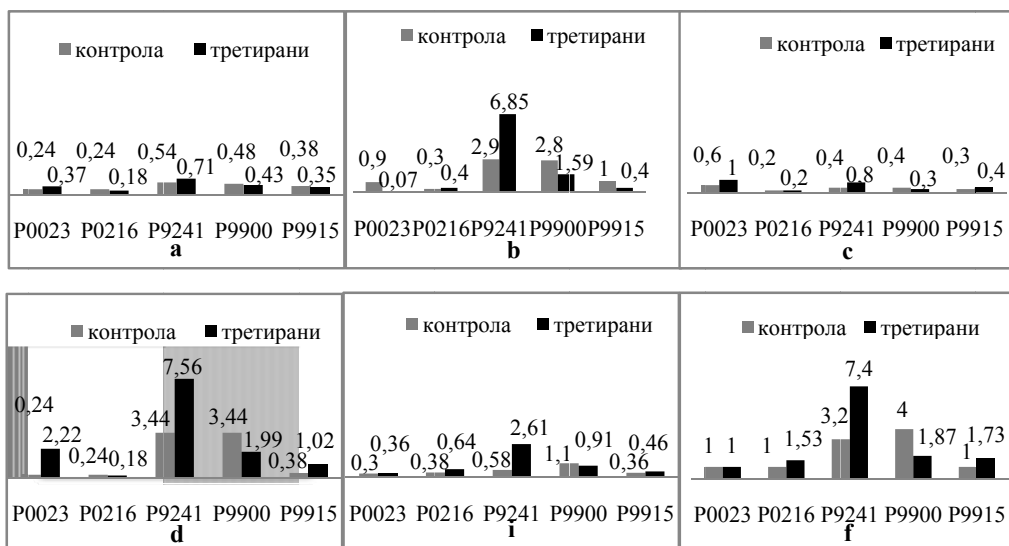 контрола третирани
0,24 0,37 0,24 0,18 0,54 0,71 0,48 0,43 0,38 0,35
P0023 P0216 P9241 P9900 P9915
a
контрола третирани
0,9 0,07 0,3 0,4 2,9 6,85 2,8 1,59 1 0,4
P0023 P0216 P9241 P9900 P9915
b
контрола третирани
0,6 1 0,2 0,2 0,4 0,8 0,4 0,3 0,3 0,4
P0023 P0216 P9241 P9900 P9915
c
контрола третирани
0,24 2,22 0,24 0,18 3,44 7,56 3,44 1,99 0,38 1,02
P0023 P0216 P9241 P9900 P9915
d
контрола третирани
0,3 0,36 0,38 0,64 0,58 2,61 1,1 0,91 0,36 0,46
P0023 P0216 P9241 P9900 P9915
i
контрола третирани
1 1 1 1,53 3,2 7,4 4 1,87 1 1,73
P0023 P0216 P9241 P9900 P9915
f